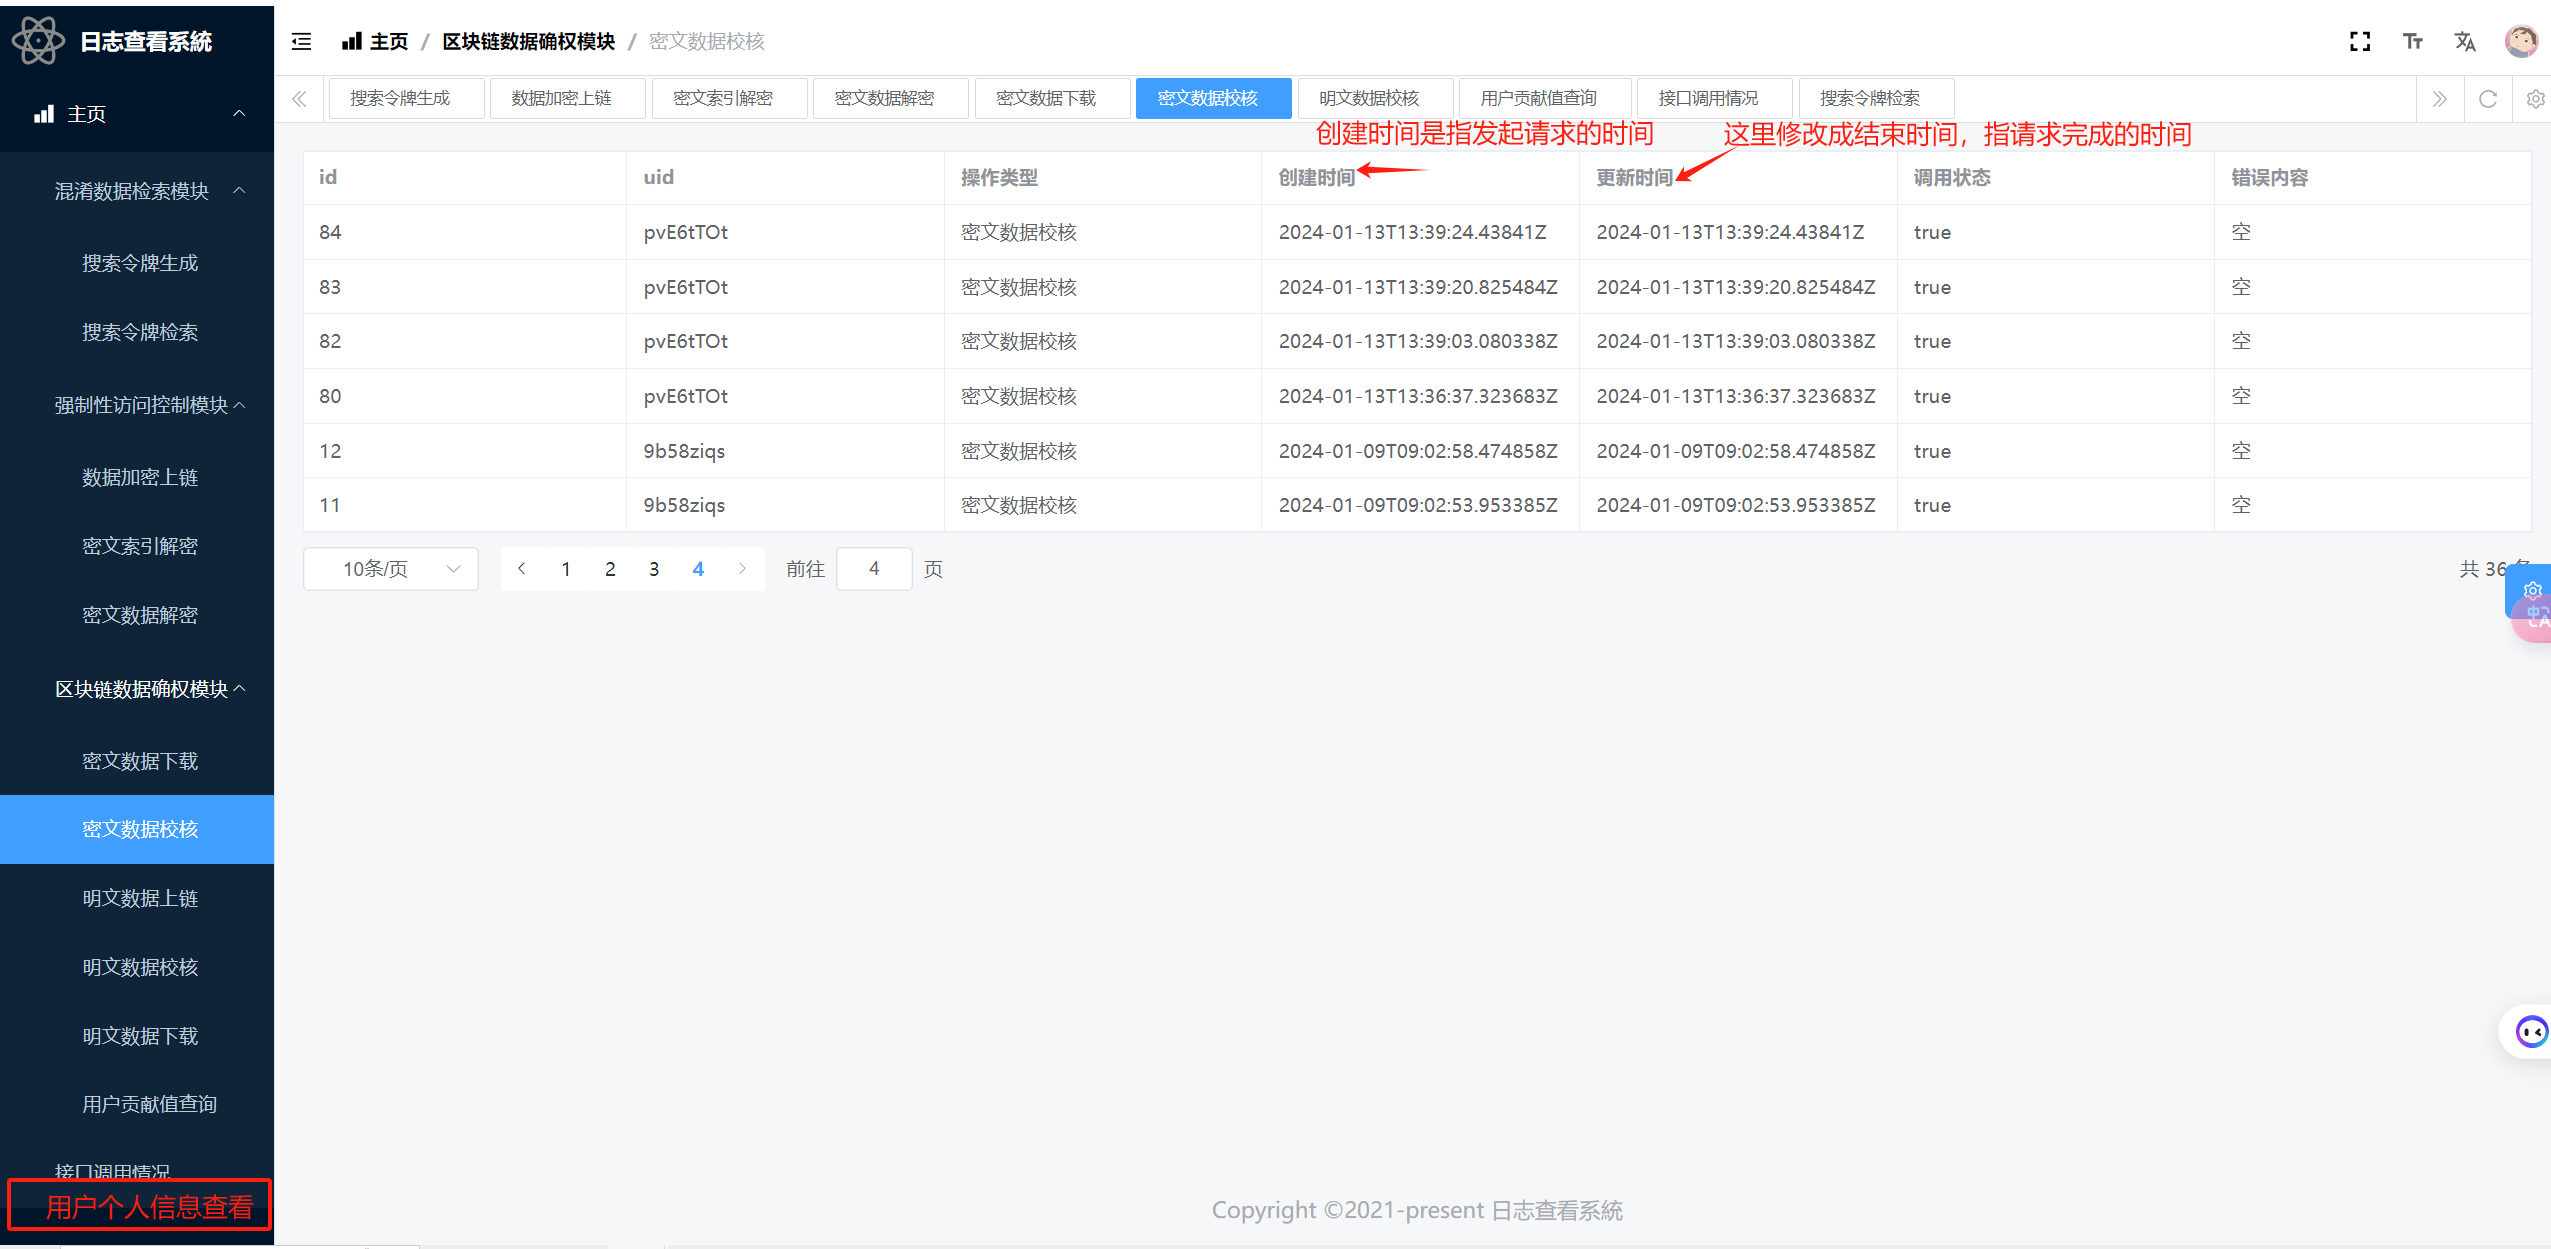 日志查看系統
主页 / 区块链数据确权模块 / 密文数据校核
主页
混淆数据检索模块
搜索令牌生成
搜索令牌检索
强制性访问控制模块
数据加密上链
密文索引解密
密文数据解密
区块链数据确权模块
密文数据下载
密文数据校核
明文数据上链
明文数据校核
明文数据下载
用户贡献值查询
接口调用情况
用户个人信息查看
搜索令牌生成 数据加密上链 密文索引解密 密文数据解密 密文数据下载 密文数据校核 明文数据校核 用户贡献值查询 接口调用情况 搜索令牌检索
创建时间是指发起请求的时间 这里修改成结束时间，指请求完成的时间
id uid 操作类型 创建时间 更新时间 调用状态 错误内容
84 pvE6tTOt 密文数据校核 2024-01-13T13:39:24.43841Z 2024-01-13T13:39:24.43841Z true 空
83 pvE6tTOt 密文数据校核 2024-01-13T13:39:20.825484Z 2024-01-13T13:39:20.825484Z true 空
82 pvE6tTOt 密文数据校核 2024-01-13T13:39:03.080338Z 2024-01-13T13:39:03.080338Z true 空
80 pvE6tTOt 密文数据校核 2024-01-13T13:36:37.323683Z 2024-01-13T13:36:37.323683Z true 空
12 9b58ziqs 密文数据校核 2024-01-09T09:02:58.474858Z 2024-01-09T09:02:58.474858Z true 空
11 9b58ziqs 密文数据校核 2024-01-09T09:02:53.953385Z 2024-01-09T09:02:53.953385Z true 空
10条/页 1 2 3 4 前往 4 页 共 36 条
Copyright ©2021-present 日志查看系統